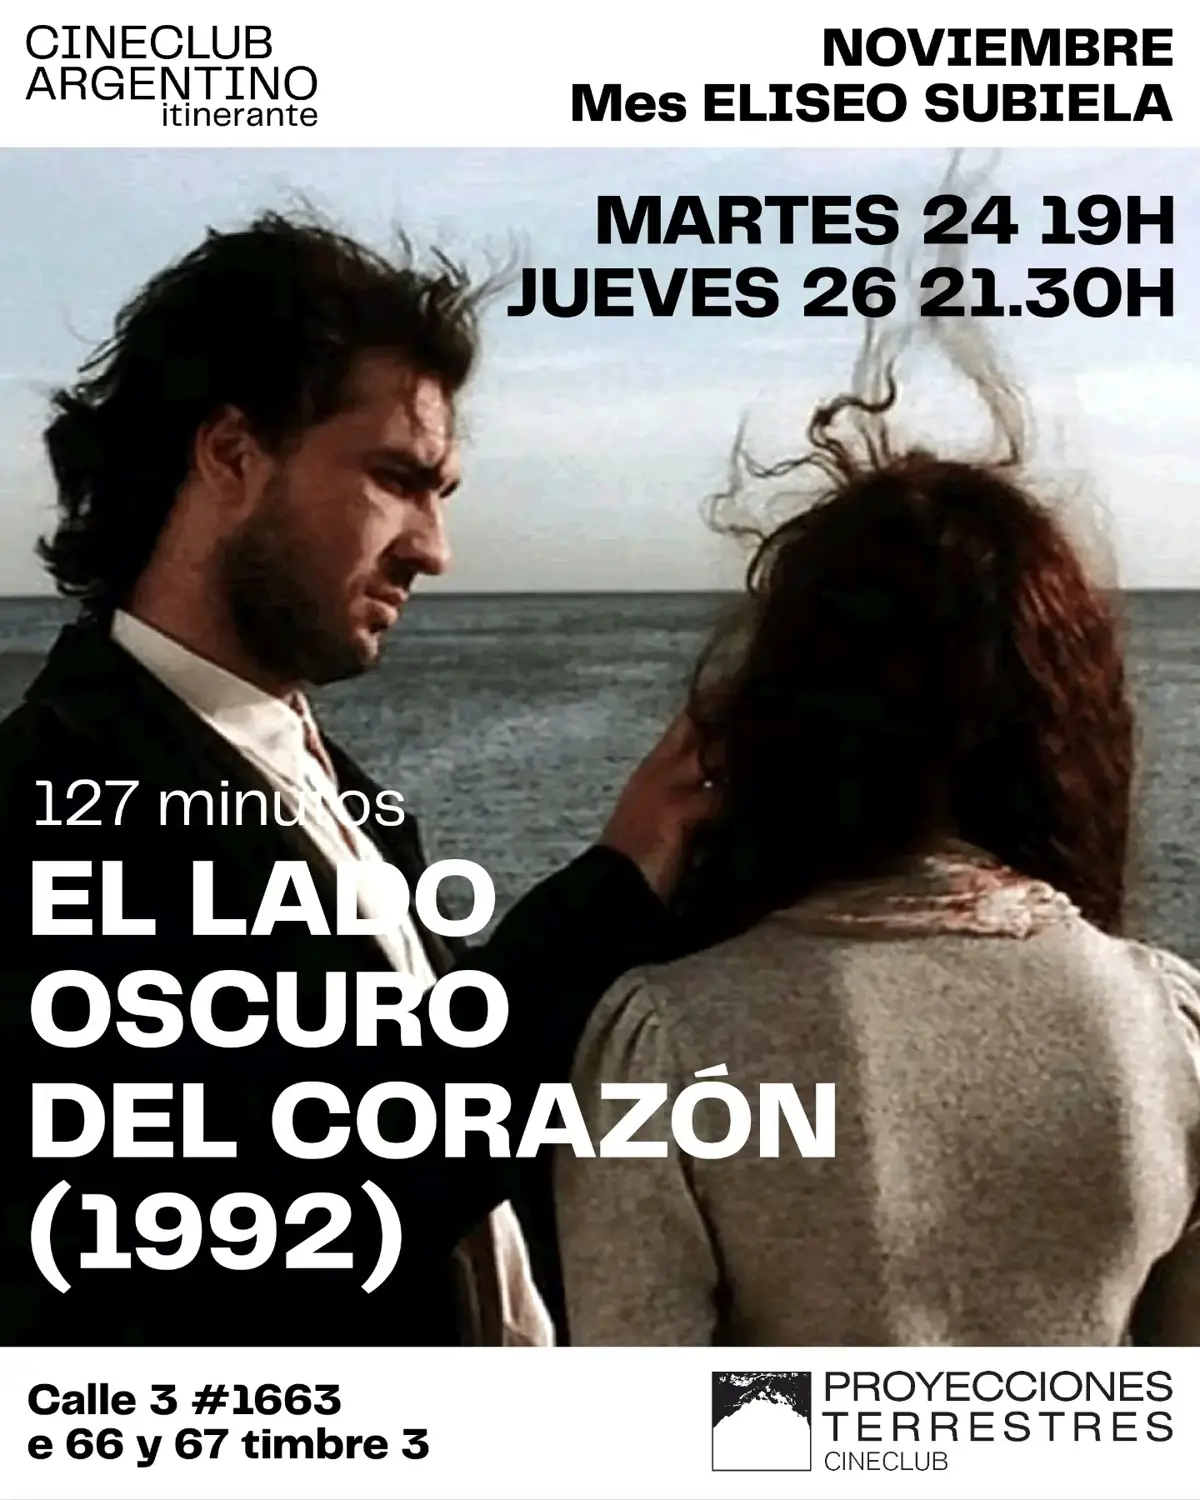 CINECLUB
ARGENTINO
itinerante
NOVIEMBRE
Mes ELISEO SUBIELA
MARTES 24 19H
JUEVES 26 21.30H
127 minutos
EL LADO
OSCURO
DEL CORAZÓN
(1992)
Calle 3 #1663
e 66 y 67 timbre 3
PROYECCIONES
TERRESTRES
CINECLUB